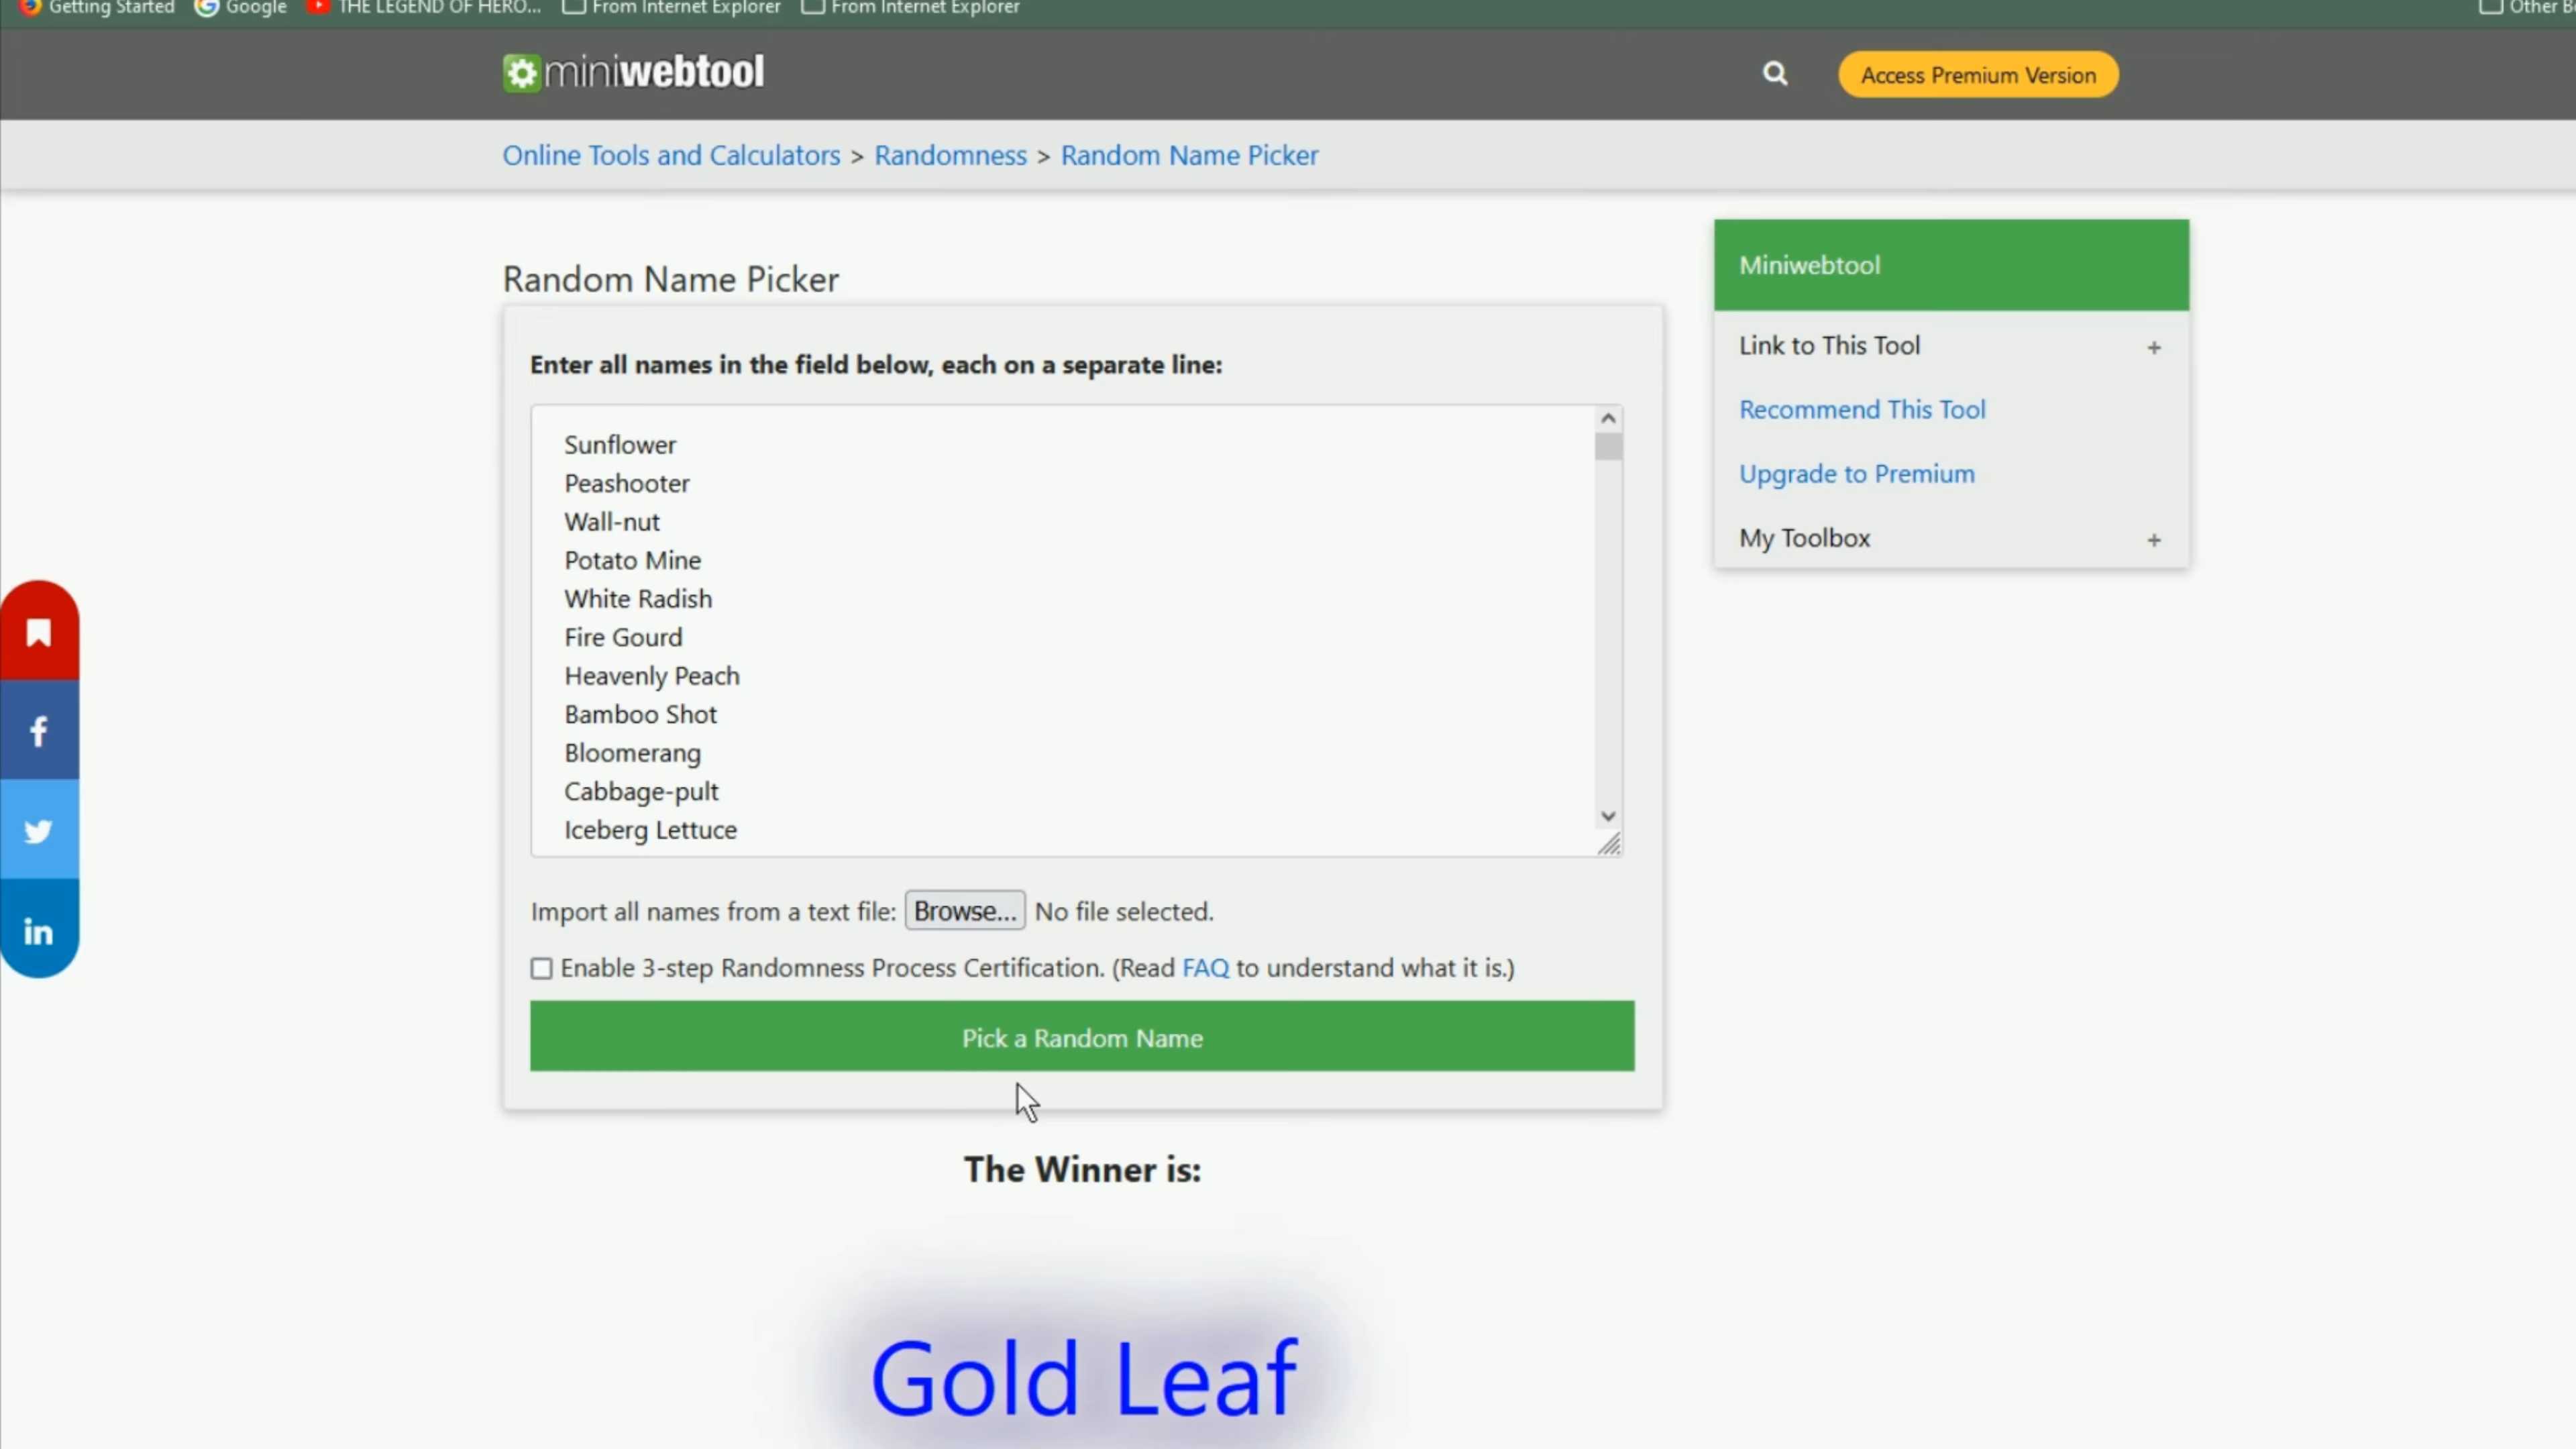 Getting Started Google THE LEGEND OF HERO... From Internet Explorer From Internet Explorer
miniwebtool
Access Premium Version
Online Tools and Calculators > Randomness > Random Name Picker
Random Name Picker
Enter all names in the field below, each on a separate line:
Sunflower
Peashooter
Wall-nut
Potato Mine
White Radish
Fire Gourd
Heavenly Peach
Bamboo Shot
Bloomerang
Cabbage-pult
Iceberg Lettuce
Import all names from a text file: Browse... No file selected.
Enable 3-step Randomness Process Certification. (Read FAQ to understand what it is.)
Pick a Random Name
The Winner is:
Gold Leaf
Miniwebtool
Link to This Tool +
Recommend This Tool
Upgrade to Premium
My Toolbox +
f
in